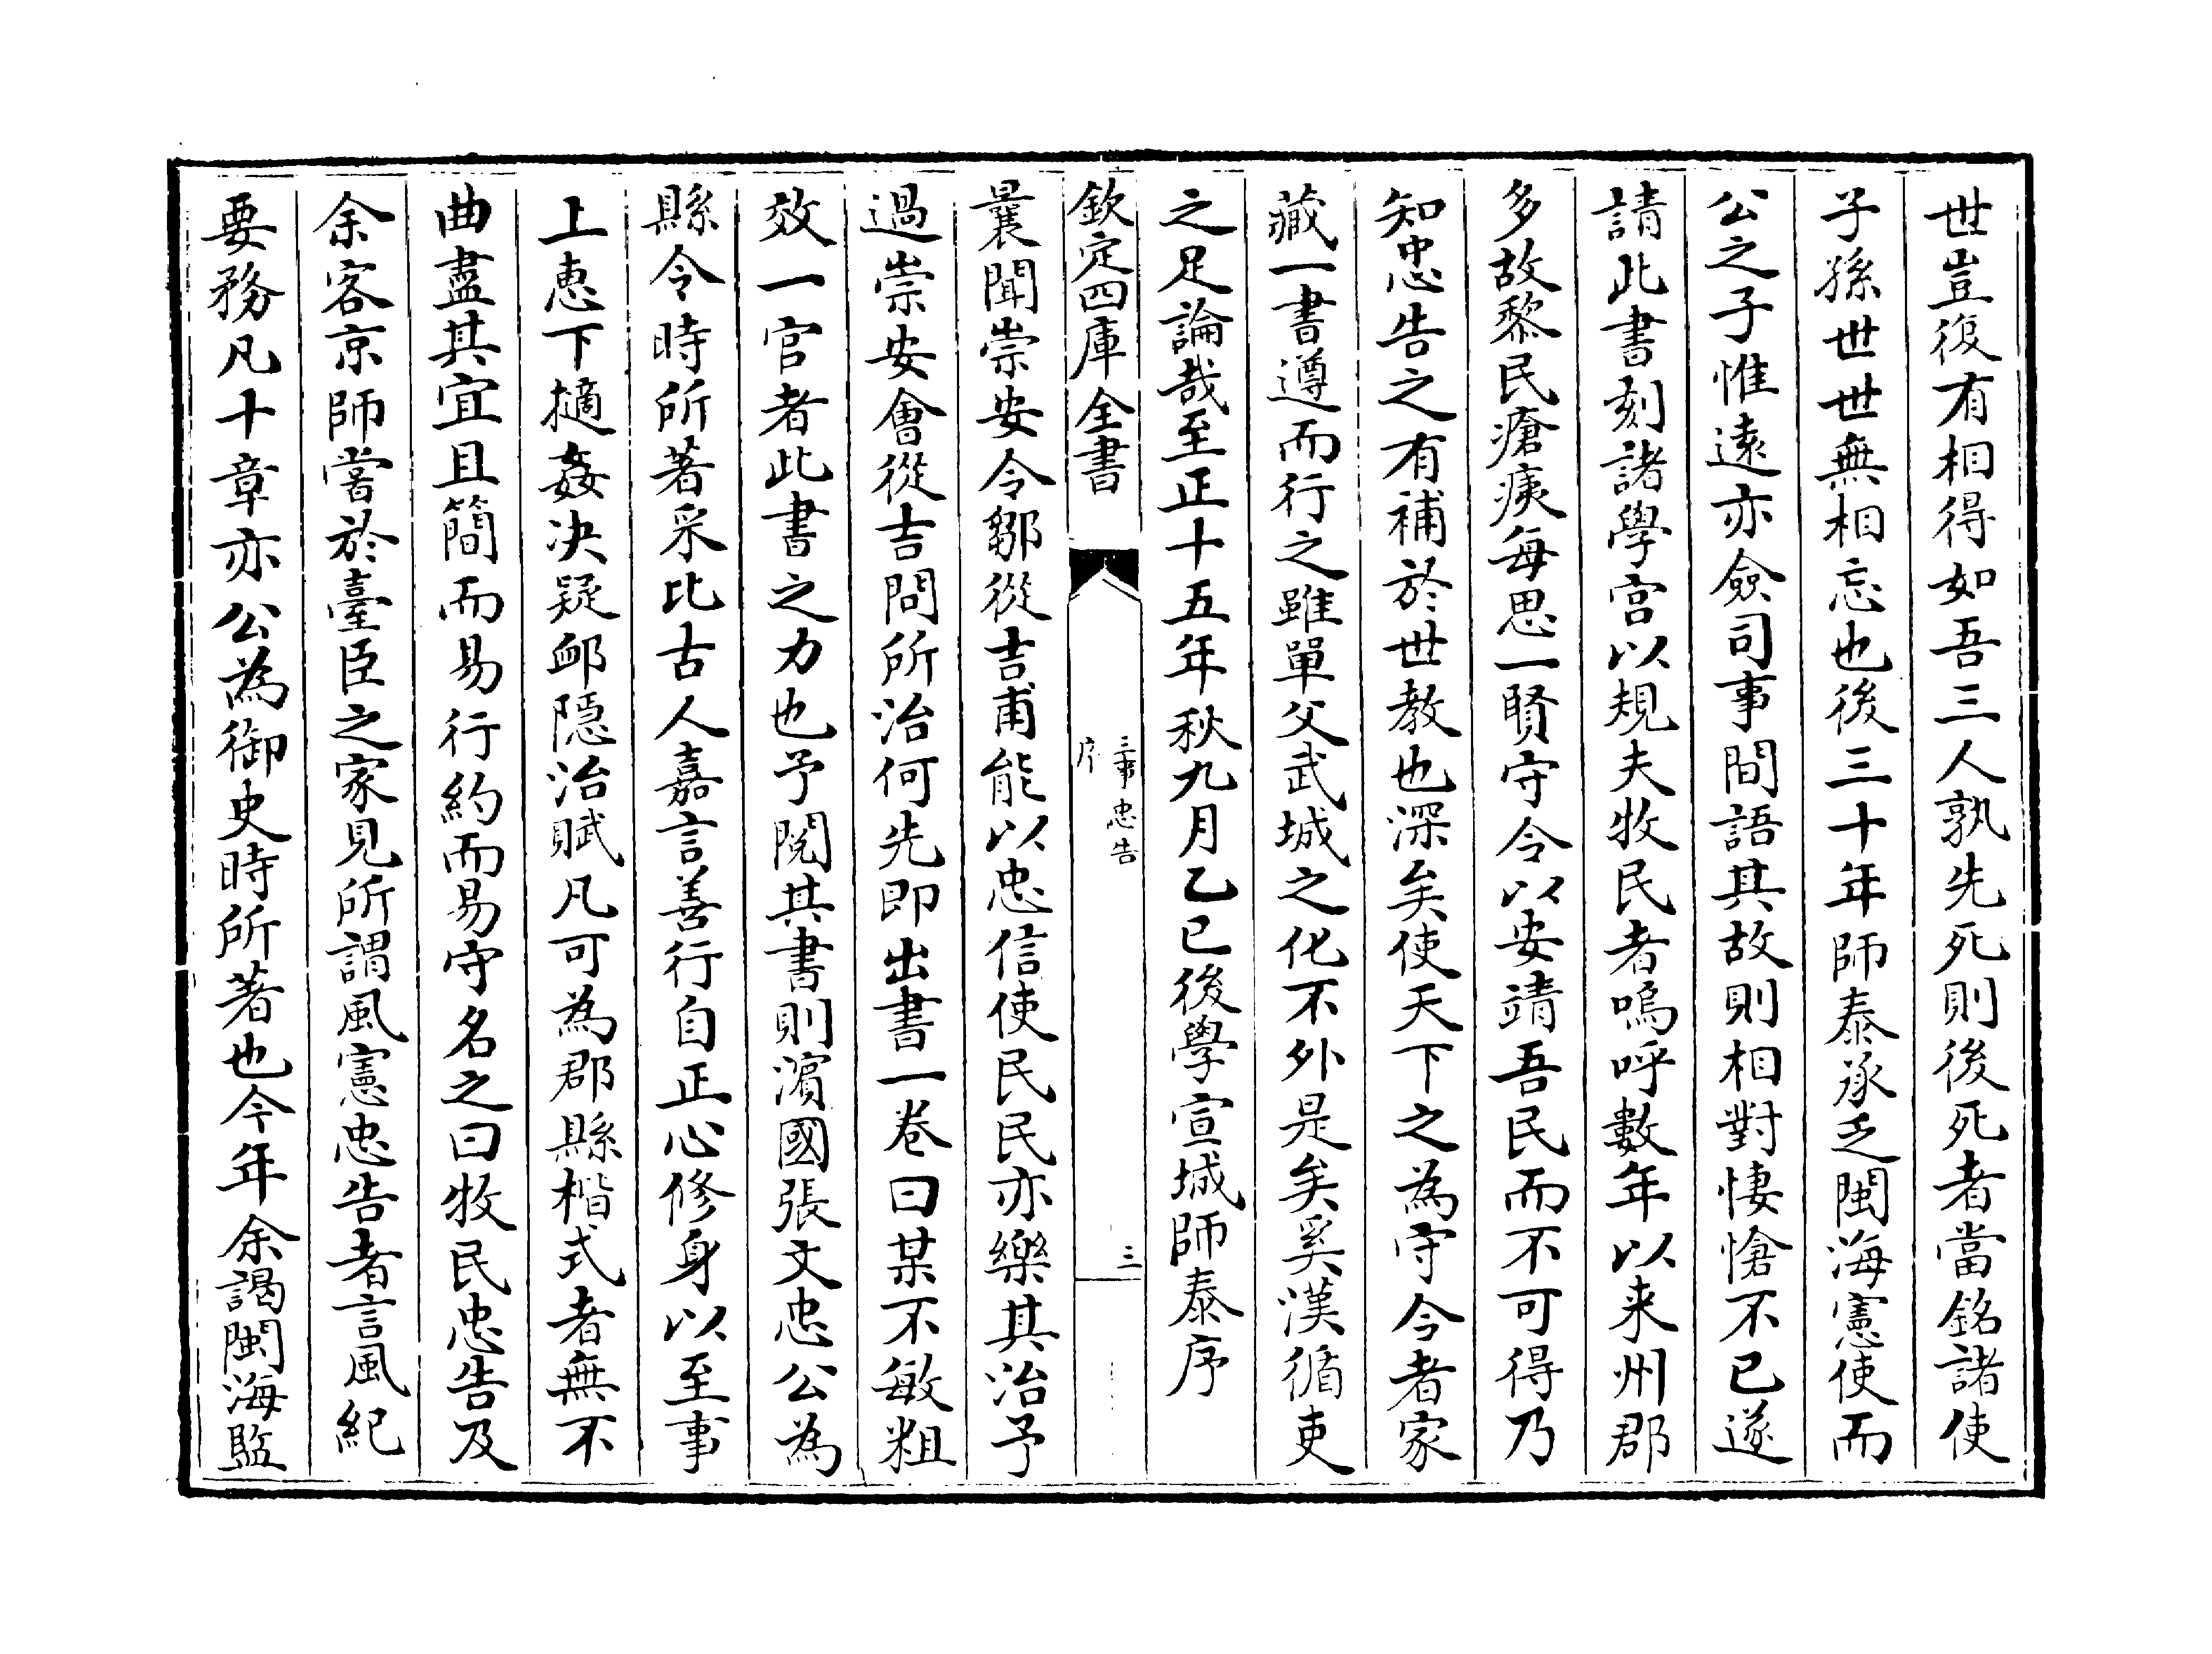 世豈復有相得如吾三人孰先死則後死者當銘諸使
子孫世世無相忘也後三十年師泰承乏閩海憲使而
公之子惟遠亦僉司事間語其故則相對悽愴不已遂
請此書刻諸學宫以規夫牧民者嗚呼數年以来州郡
多故黎民瘡痍每思一賢守令以安靖吾民而不可得乃
知忠告之有補於世教也深矣使天下之為守令者家
藏一書遵而行之雖單父武城之化不外是矣奚漢循吏
之足論哉至正十五年秋九月乙已後學宣城師泰序
欽定四庫全書
三事忠告
序
三
曩聞崇安令鄒從吉甫能以忠信使民民亦樂其治予
過崇安會從吉問所治何先即出書一卷曰某不敏粗
效一官者此書之力也予閱其書則濵國張文忠公為
縣令時所著采比古人嘉言善行自正心修身以至事
上恵下擿姦决疑䘏隠治賦凡可為郡縣楷式者無不
曲盡其宜且簡而易行約而易守名之曰牧民忠告及
余客京師甞於臺臣之家見所謂風憲忠告者言風紀
要務凡十章亦公為御史時所著也今年余謁閩海監